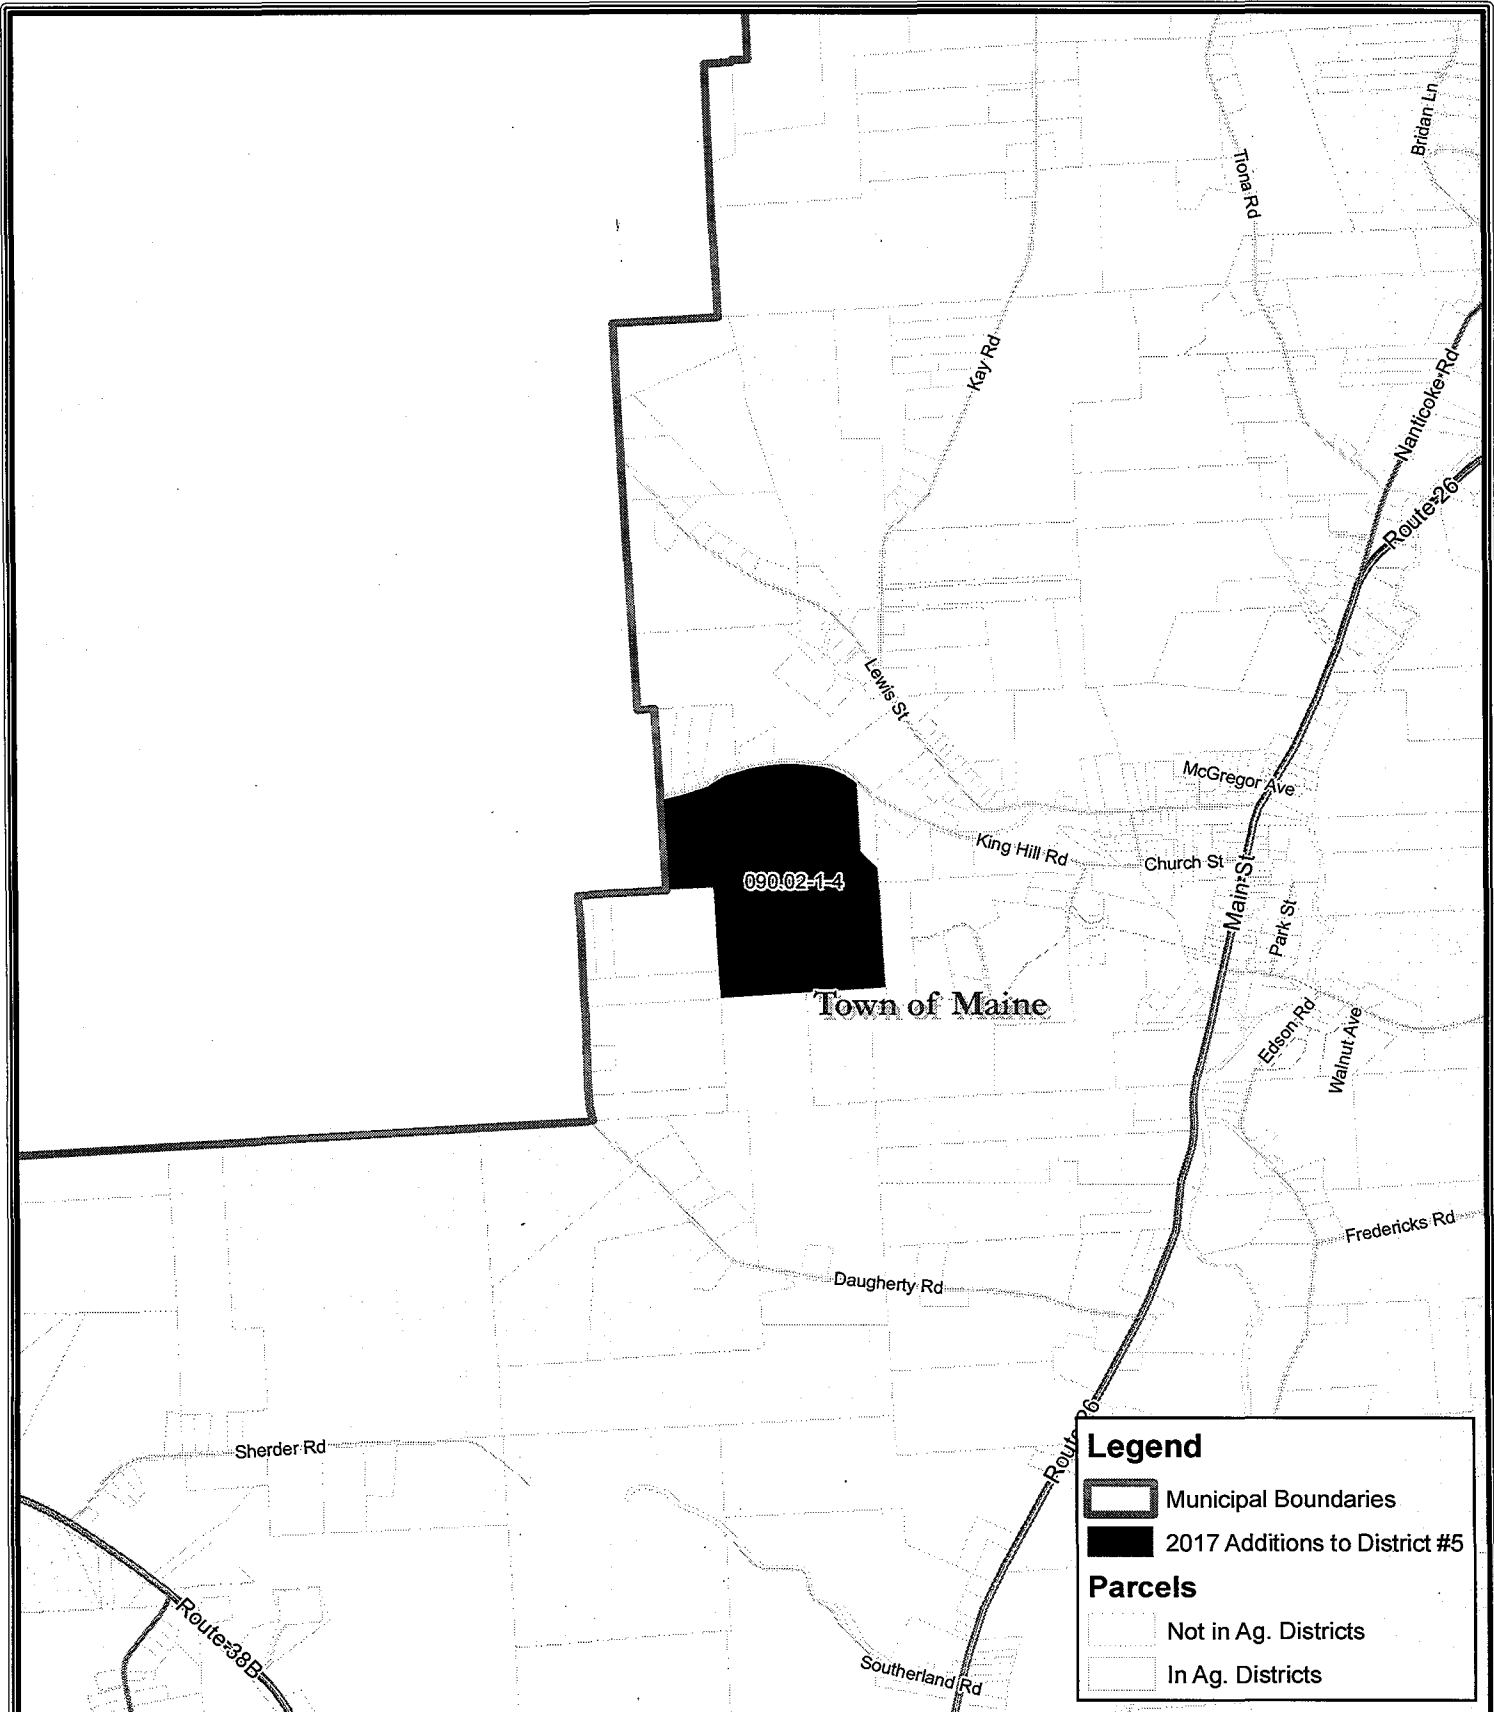 Bridan Ln
Tiona Rd
Kay Rd
Nanticoke Rd
Route 26
Lewis St
McGregor Ave
King Hill Rd
Church St
090.02-1-4
Main St
Park St
Town of Maine
Edson Rd
Walnut Ave
Fredericks Rd
Daugherty Rd
Route 26
Sherder Rd
Route 38B
Southerland Rd
Legend
Municipal Boundaries
2017 Additions to District #5
Parcels
Not in Ag. Districts
In Ag. Districts